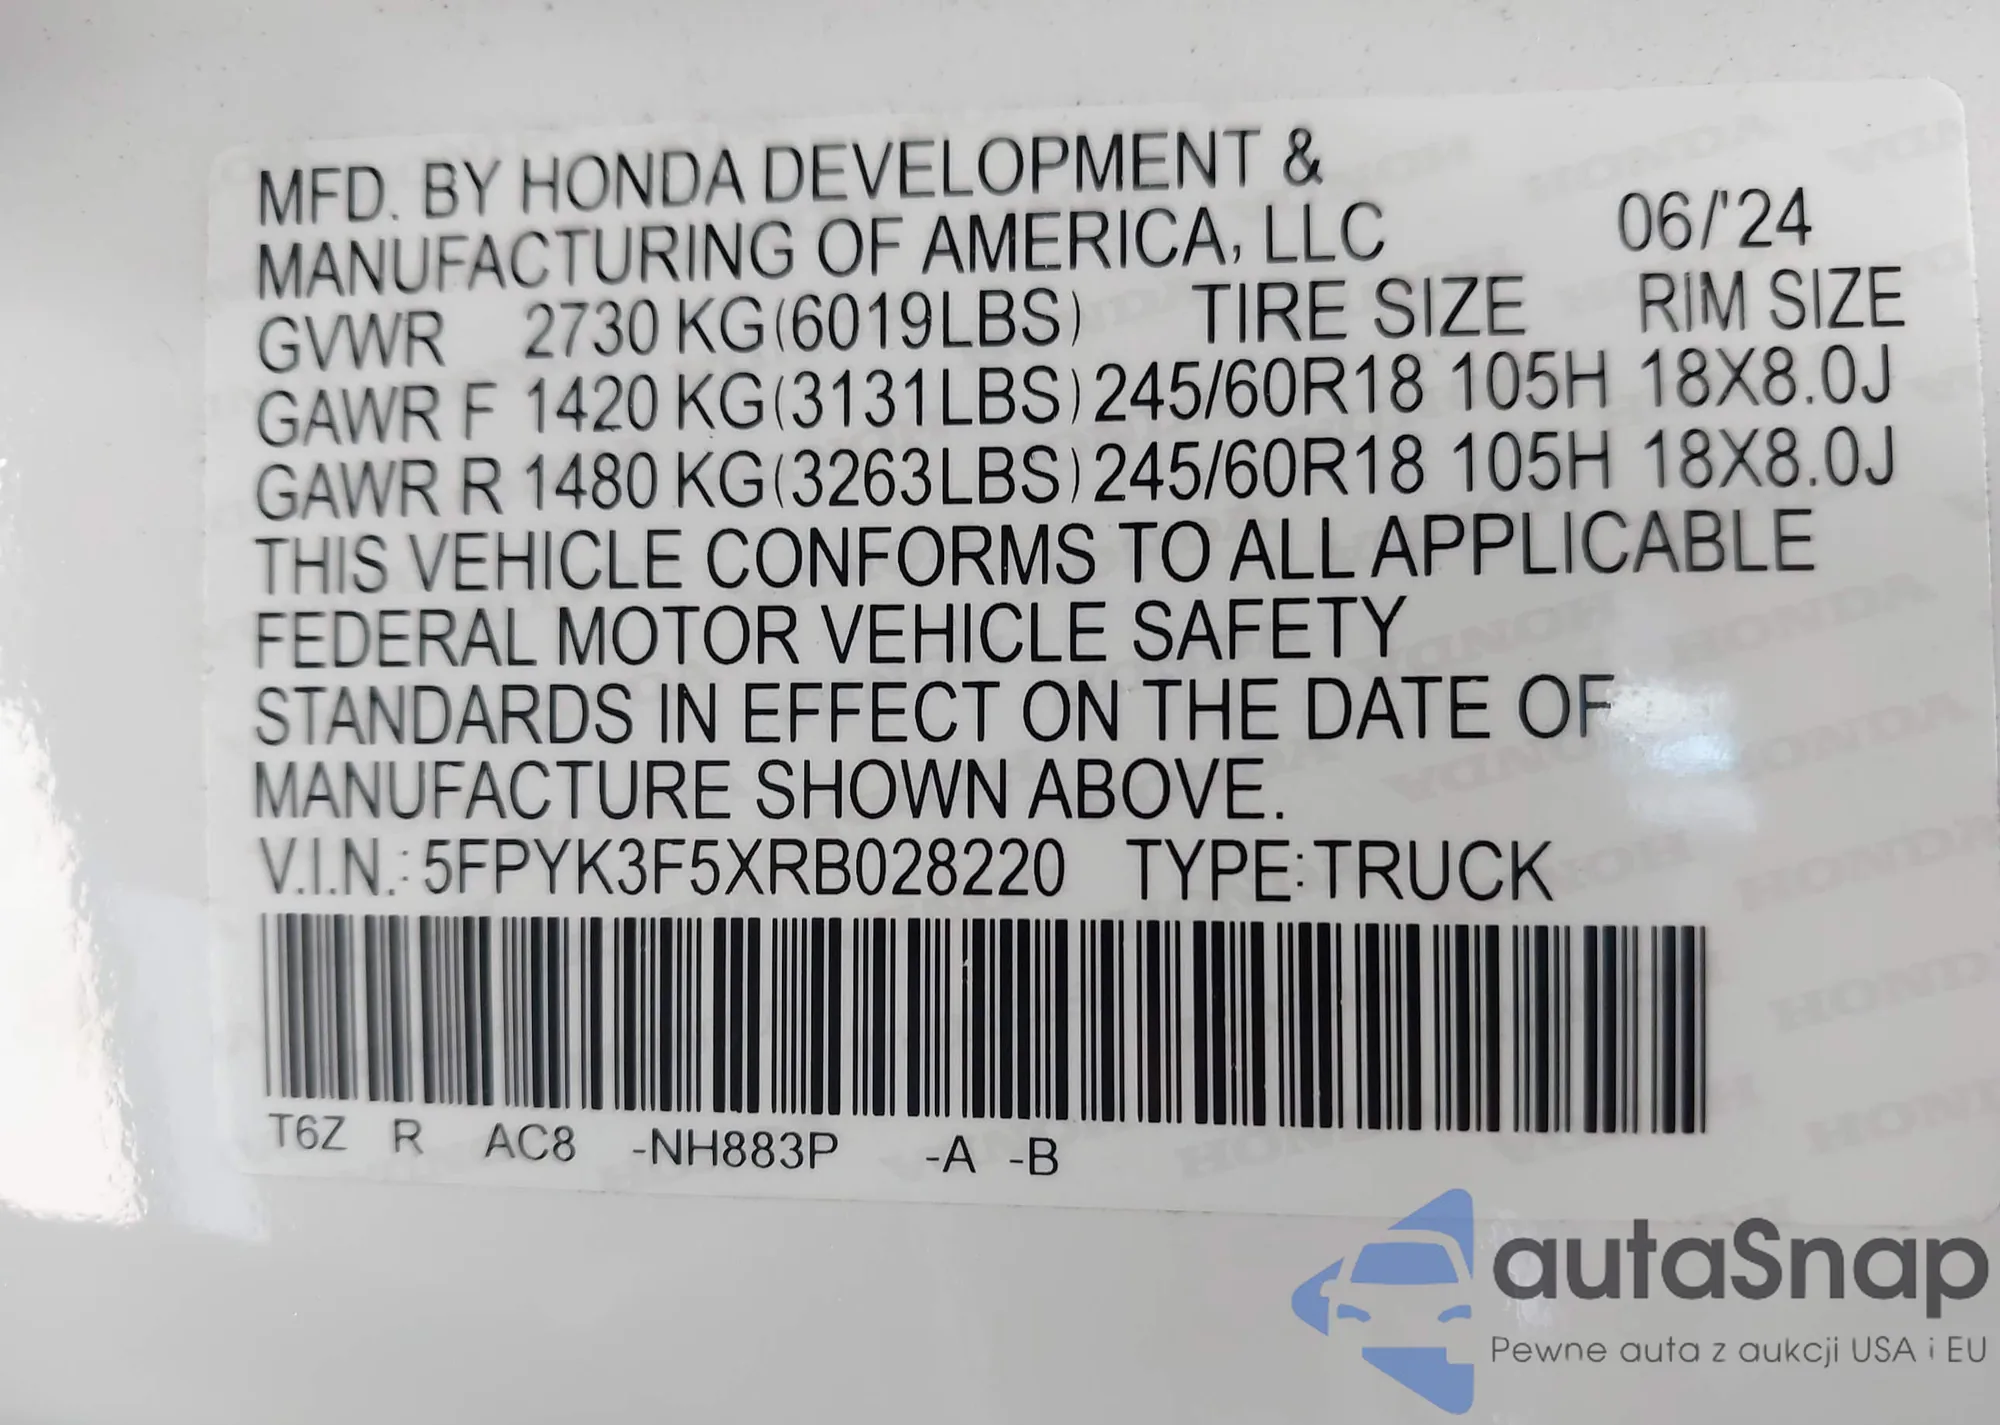 MFD. BY HONDA DEVELOPMENT &
MANUFACTURING OF AMERICA, LLC 06/'24
GVWR 2730 KG(6019LBS) TIRE SIZE RIM SIZE
GAWR F 1420 KG(3131LBS) 245/60R18 105H 18X8.0J
GAWR R 1480 KG(3263LBS) 245/60R18 105H 18X8.0J
THIS VEHICLE CONFORMS TO ALL APPLICABLE
FEDERAL MOTOR VEHICLE SAFETY
STANDARDS IN EFFECT ON THE DATE OF
MANUFACTURE SHOWN ABOVE.
V.I.N.: 5FPYK3F5XRB028220 TYPE:TRUCK
T6Z R AC8 -NH883P -A -B
autaSnap
Pewne auta z aukcji USA i EU